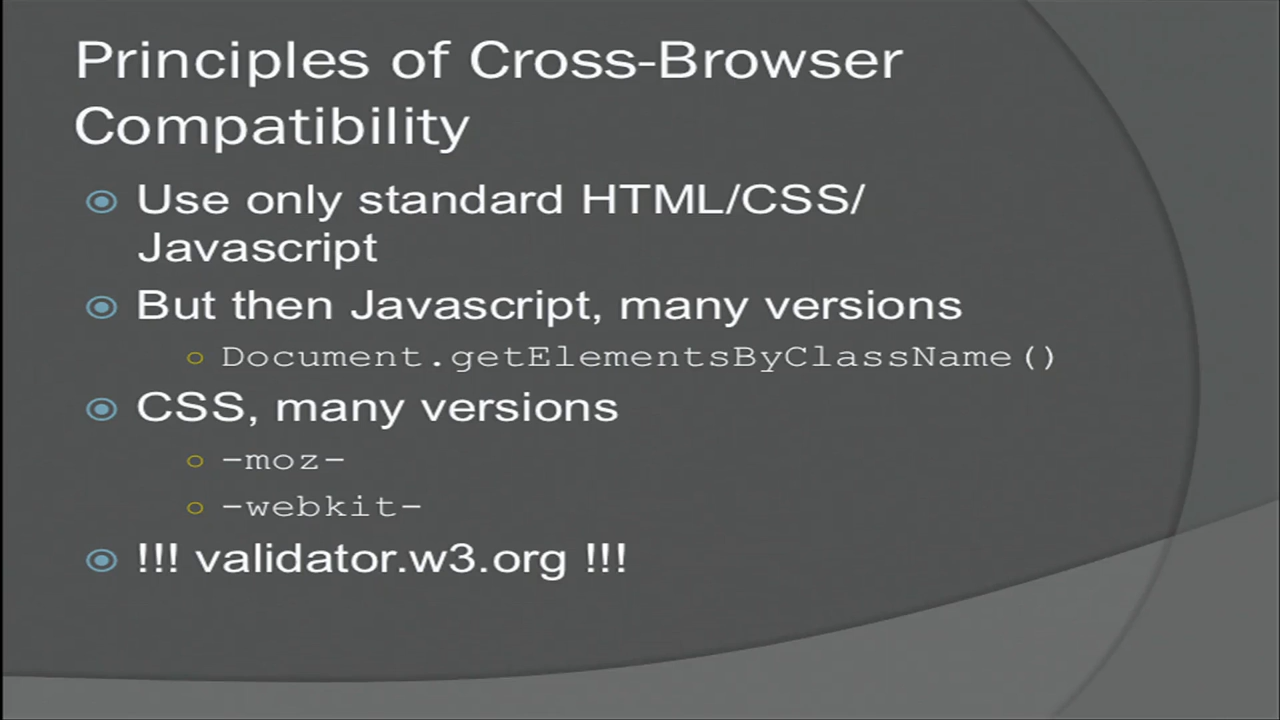 Principles of Cross-Browser
Compatibility
Use only standard HTML/CSS/
Javascript
But then Javascript, many versions
Document.getElementsByClassName()
CSS, many versions
-moz-
-webkit-
!!! validator.w3.org !!!